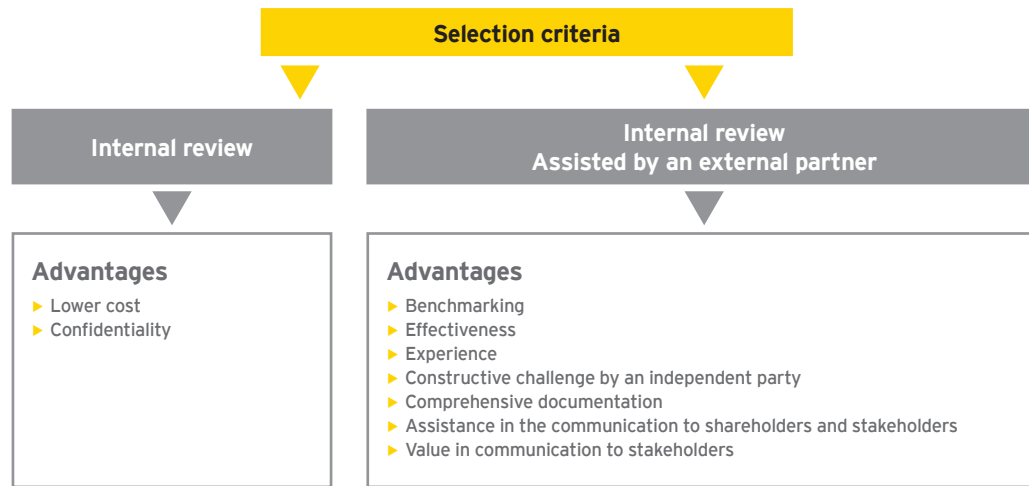 Selection criteria
Internal review
Internal review
Assisted by an external partner
Advantages
Lower cost
Confidentiality
Advantages
Benchmarking
Effectiveness
Experience
Constructive challenge by an independent party
Comprehensive documentation
Assistance in the communication to shareholders and stakeholders
Value in communication to stakeholders